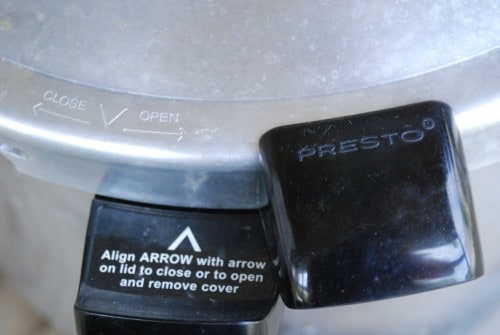 CLOSE OPEN
PRESTO
Align ARROW with arrow
on lid to close or to open
and remove cover